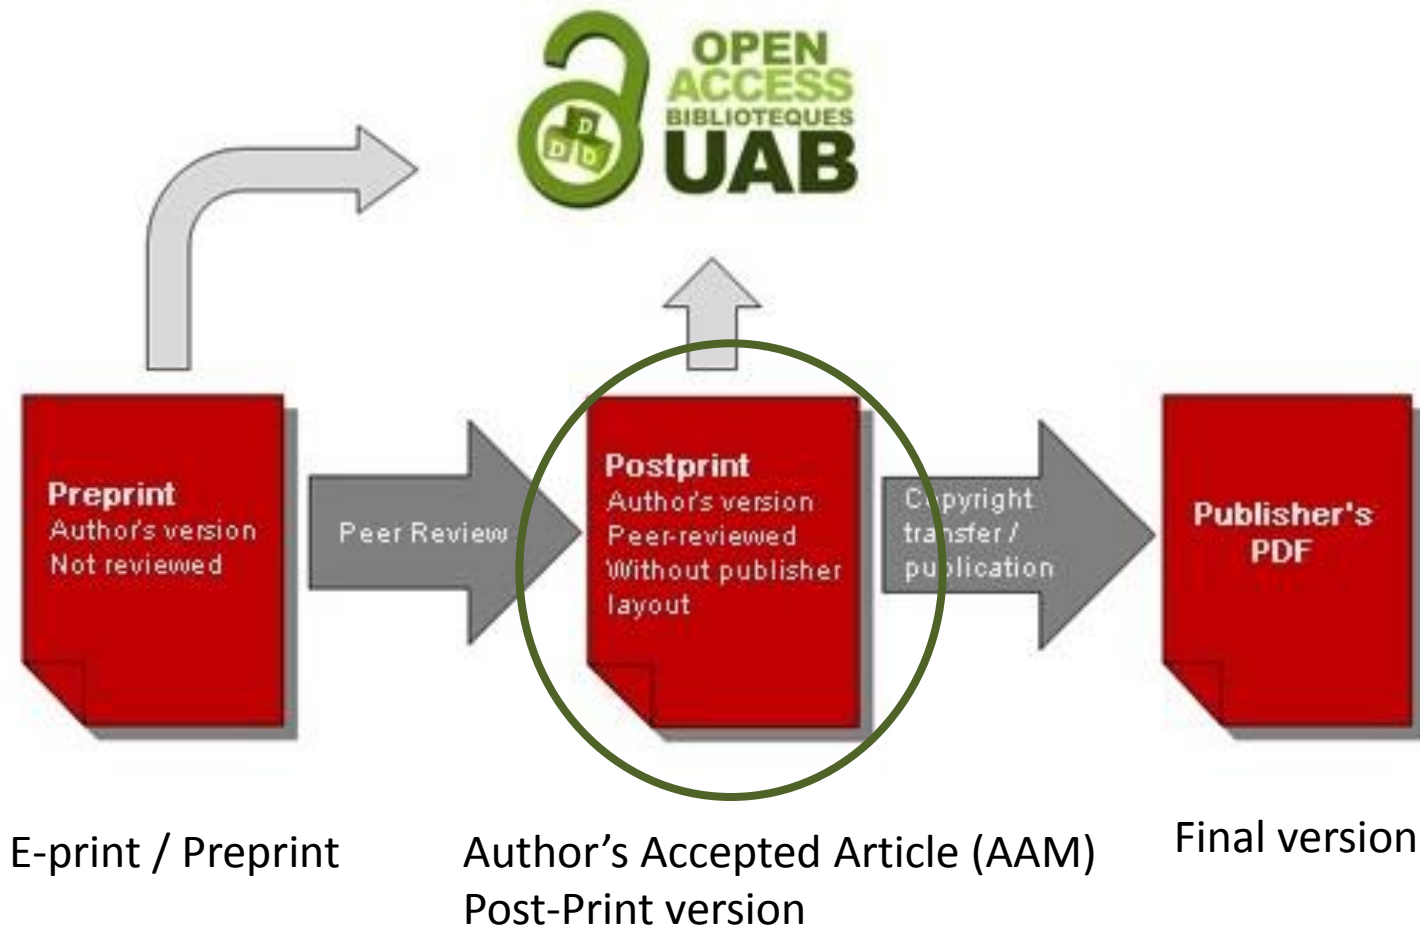 OPEN
ACCESS
BIBLIOTEQUES
UAB
D
D D
Preprint
Author's version
Not reviewed
Peer Review
Postprint
Author's version
Peer-reviewed
Without publisher
layout
Copyright
transfer /
publication
Publisher's
PDF
E-print / Preprint
Author’s Accepted Article (AAM)
Post-Print version
Final version